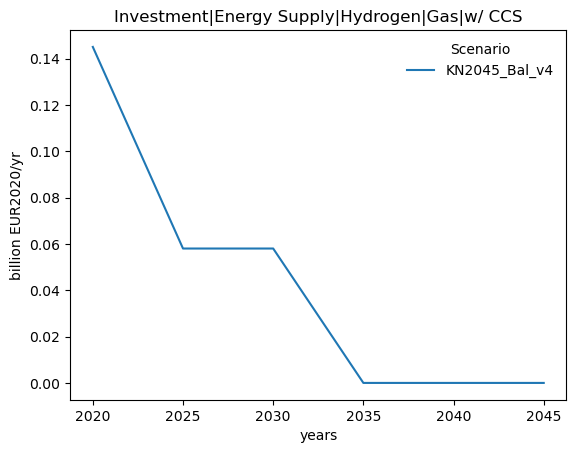 Investment|Energy Supply|Hydrogen|Gas|w/ CCS
Scenario
KN2045_Bal_v4
billion EUR2020/yr
0.14
0.12
0.10
0.08
0.06
0.04
0.02
0.00
2020 2025 2030 2035 2040 2045
years